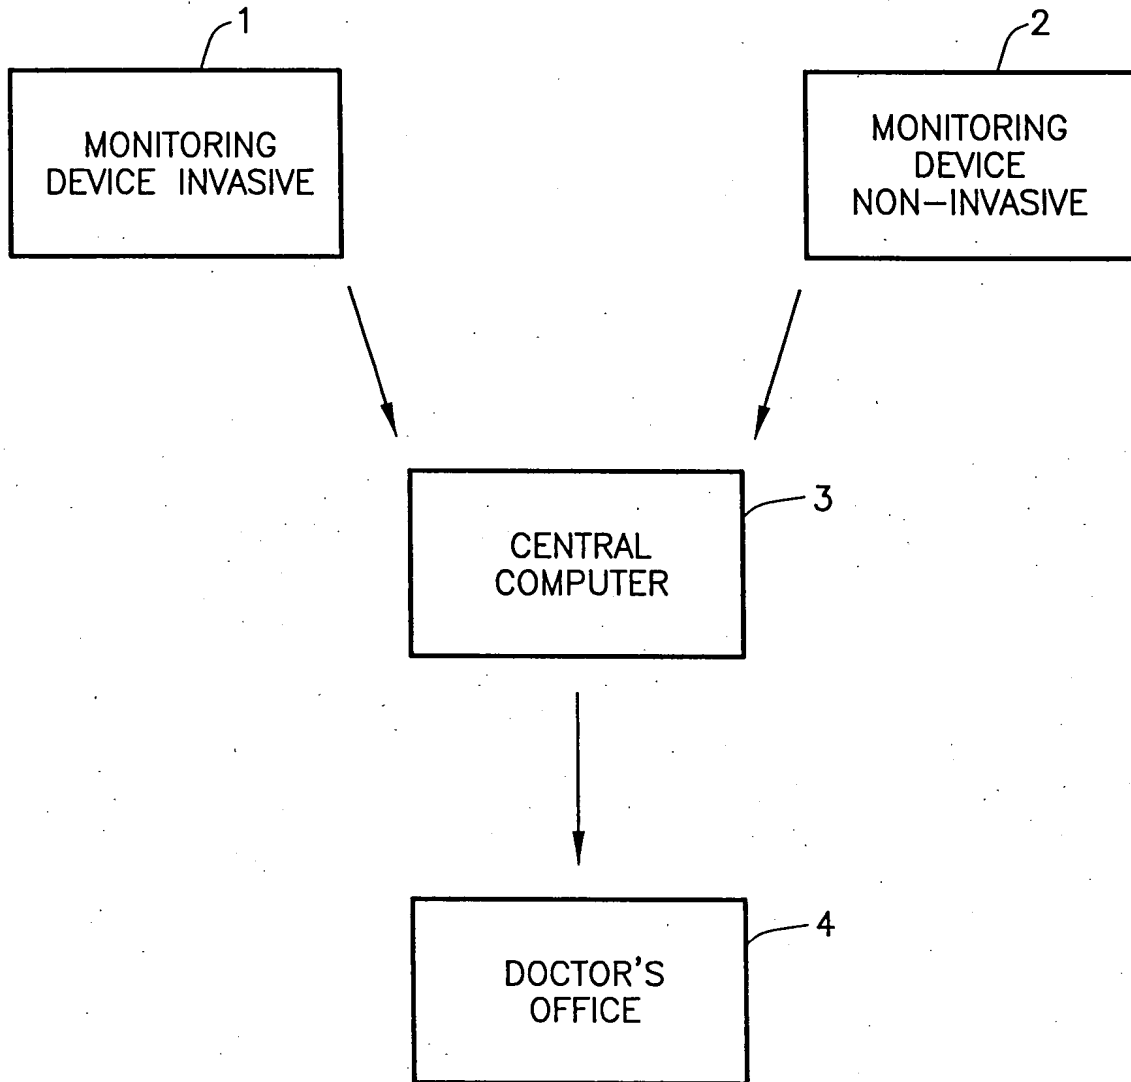 1
2
MONITORING
DEVICE INVASIVE
MONITORING
DEVICE
NON-INVASIVE
3
CENTRAL
COMPUTER
4
DOCTOR'S
OFFICE